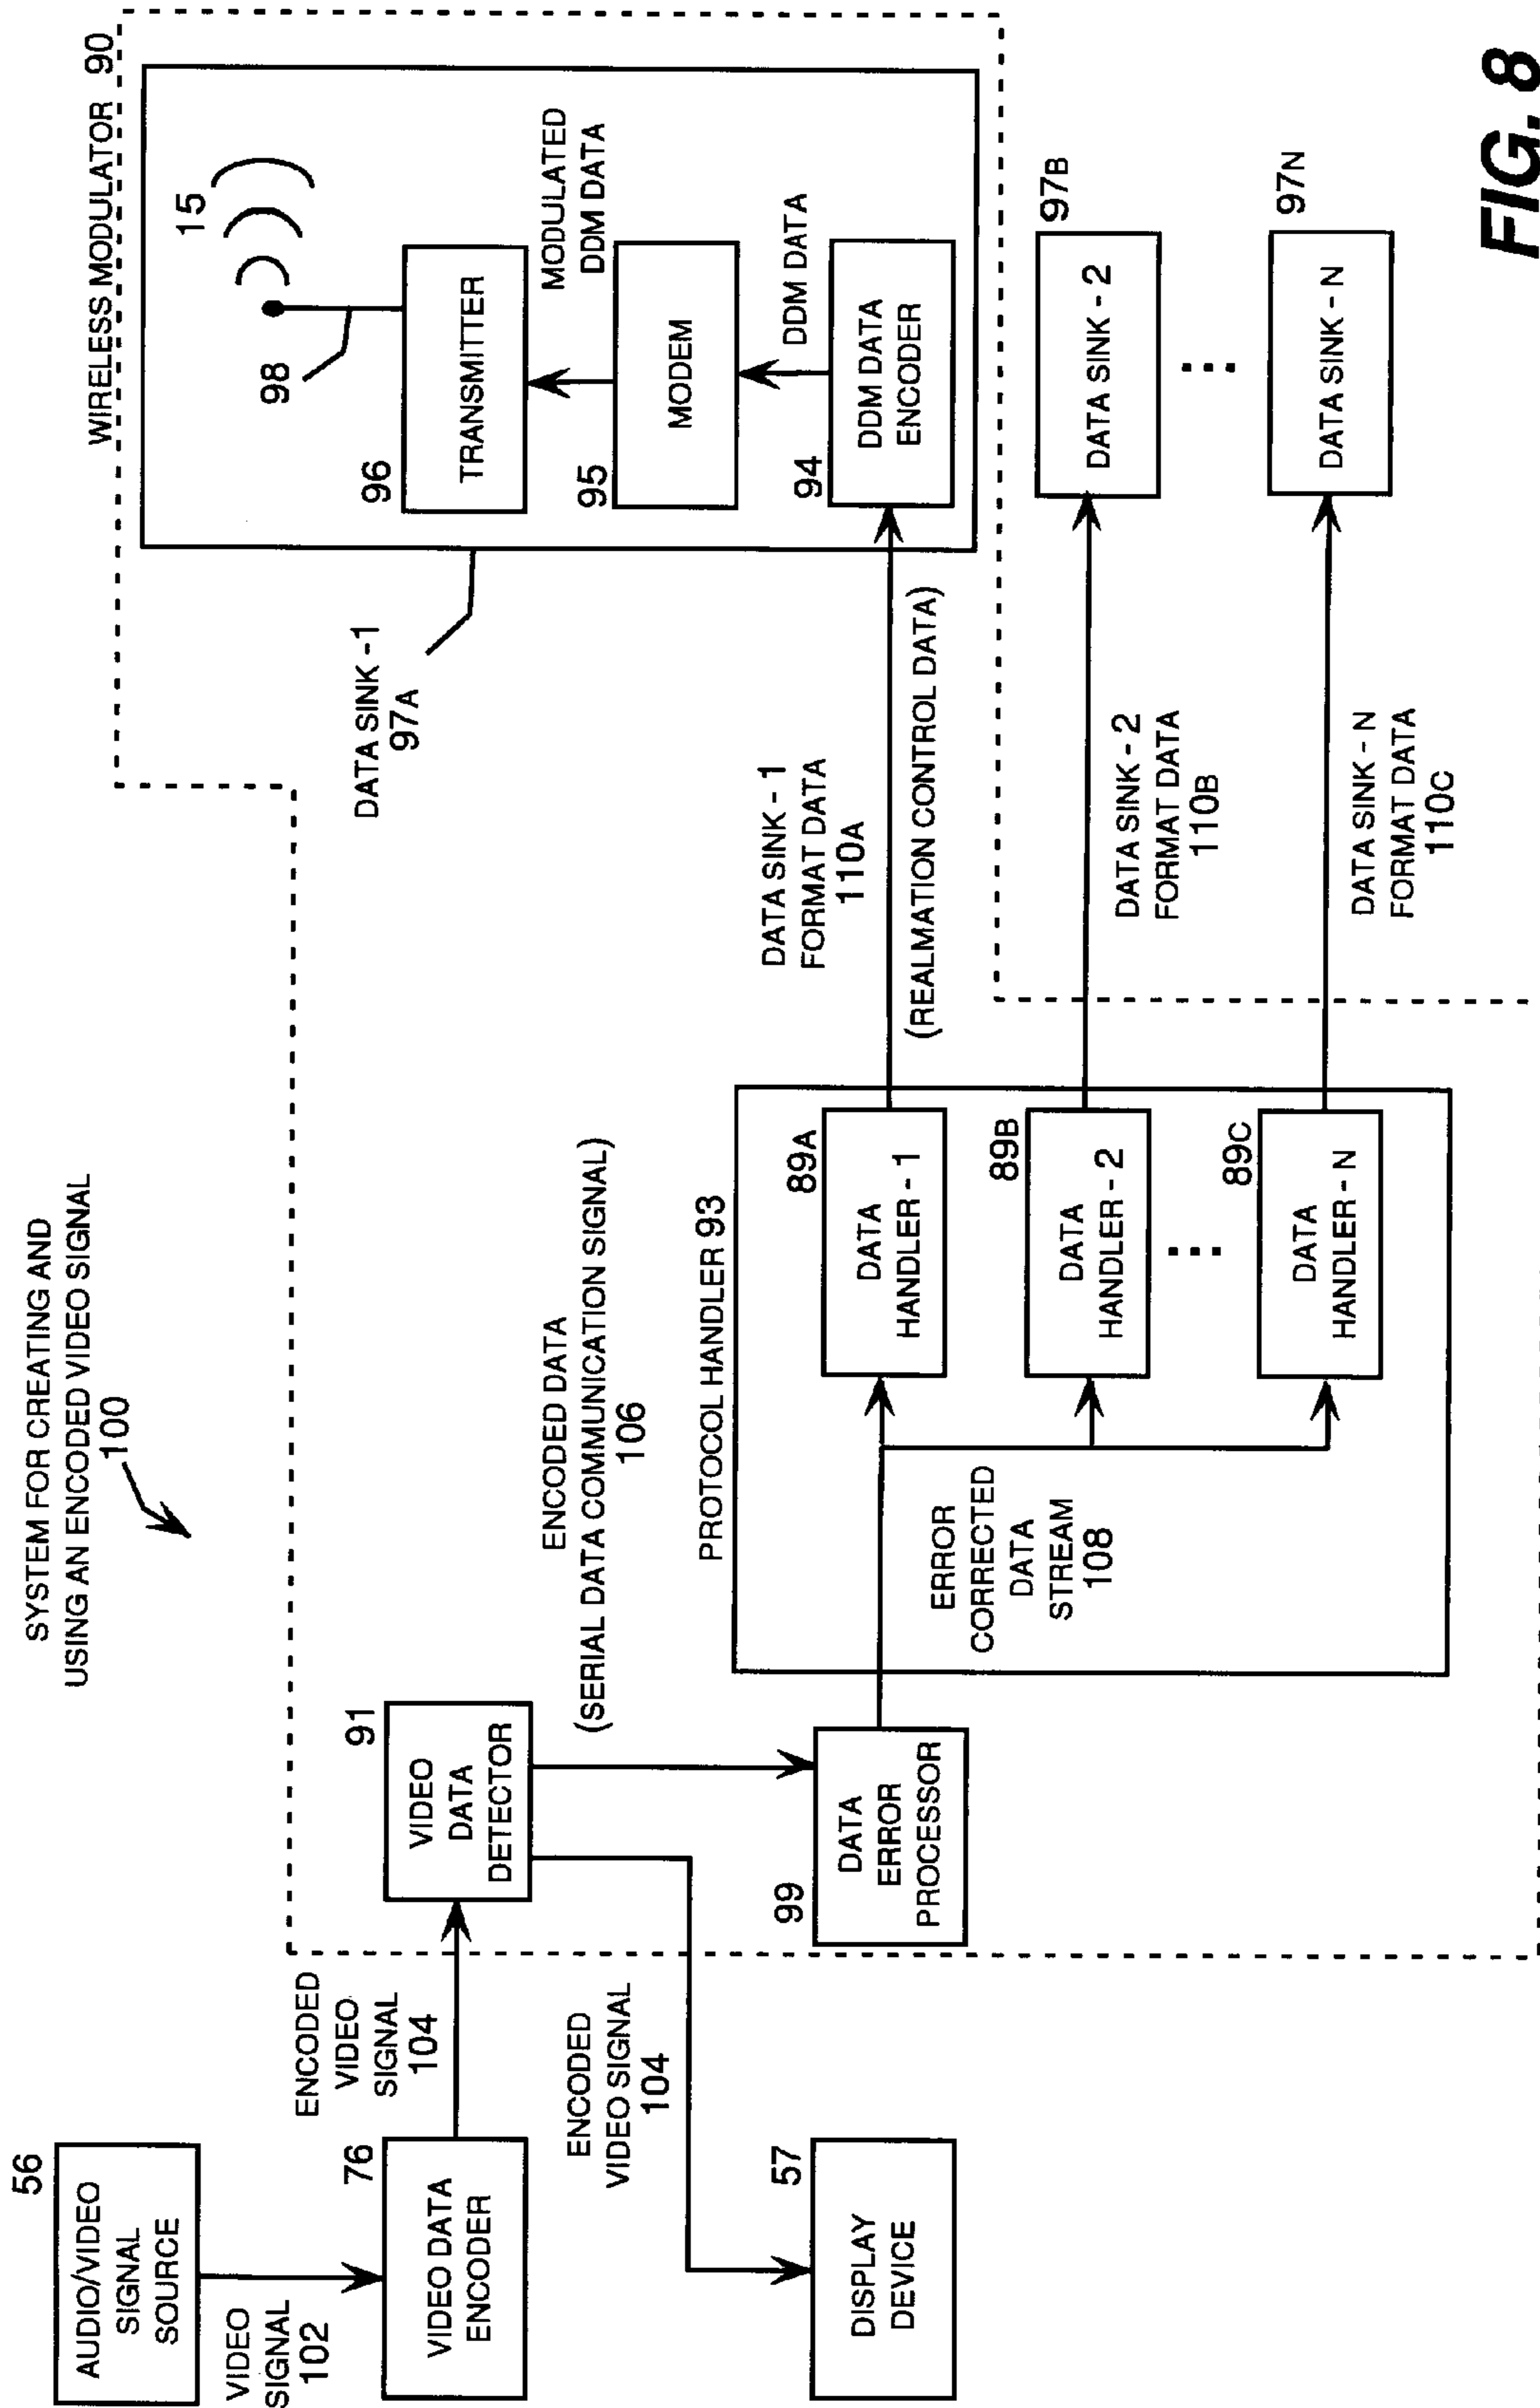 SYSTEM FOR CREATING AND
USING AN ENCODED VIDEO SIGNAL
100
56
AUDIO/VIDEO
SIGNAL
SOURCE
VIDEO
SIGNAL
102
76
VIDEO DATA
ENCODER
ENCODED
VIDEO
SIGNAL
104
ENCODED
VIDEO SIGNAL
104
57
DISPLAY
DEVICE
91
VIDEO
DATA
DETECTOR
ENCODED DATA
(SERIAL DATA COMMUNICATION SIGNAL)
106
99
DATA
ERROR
PROCESSOR
PROTOCOL HANDLER 93
ERROR
CORRECTED
DATA
STREAM
108
89A
DATA
HANDLER - 1
89B
DATA
HANDLER - 2
...
89C
DATA
HANDLER - N
DATA SINK - 1
FORMAT DATA
110A
(REALMATION CONTROL DATA)
DATA SINK - 2
FORMAT DATA
110B
DATA SINK - N
FORMAT DATA
110C
WIRELESS MODULATOR 90
DATA SINK - 1
97A
15
98
96
TRANSMITTER
MODULATED
DDM DATA
95
MODEM
DDM DATA
94
DDM DATA
ENCODER
97B
DATA SINK - 2
...
97N
DATA SINK - N
FIG. 8